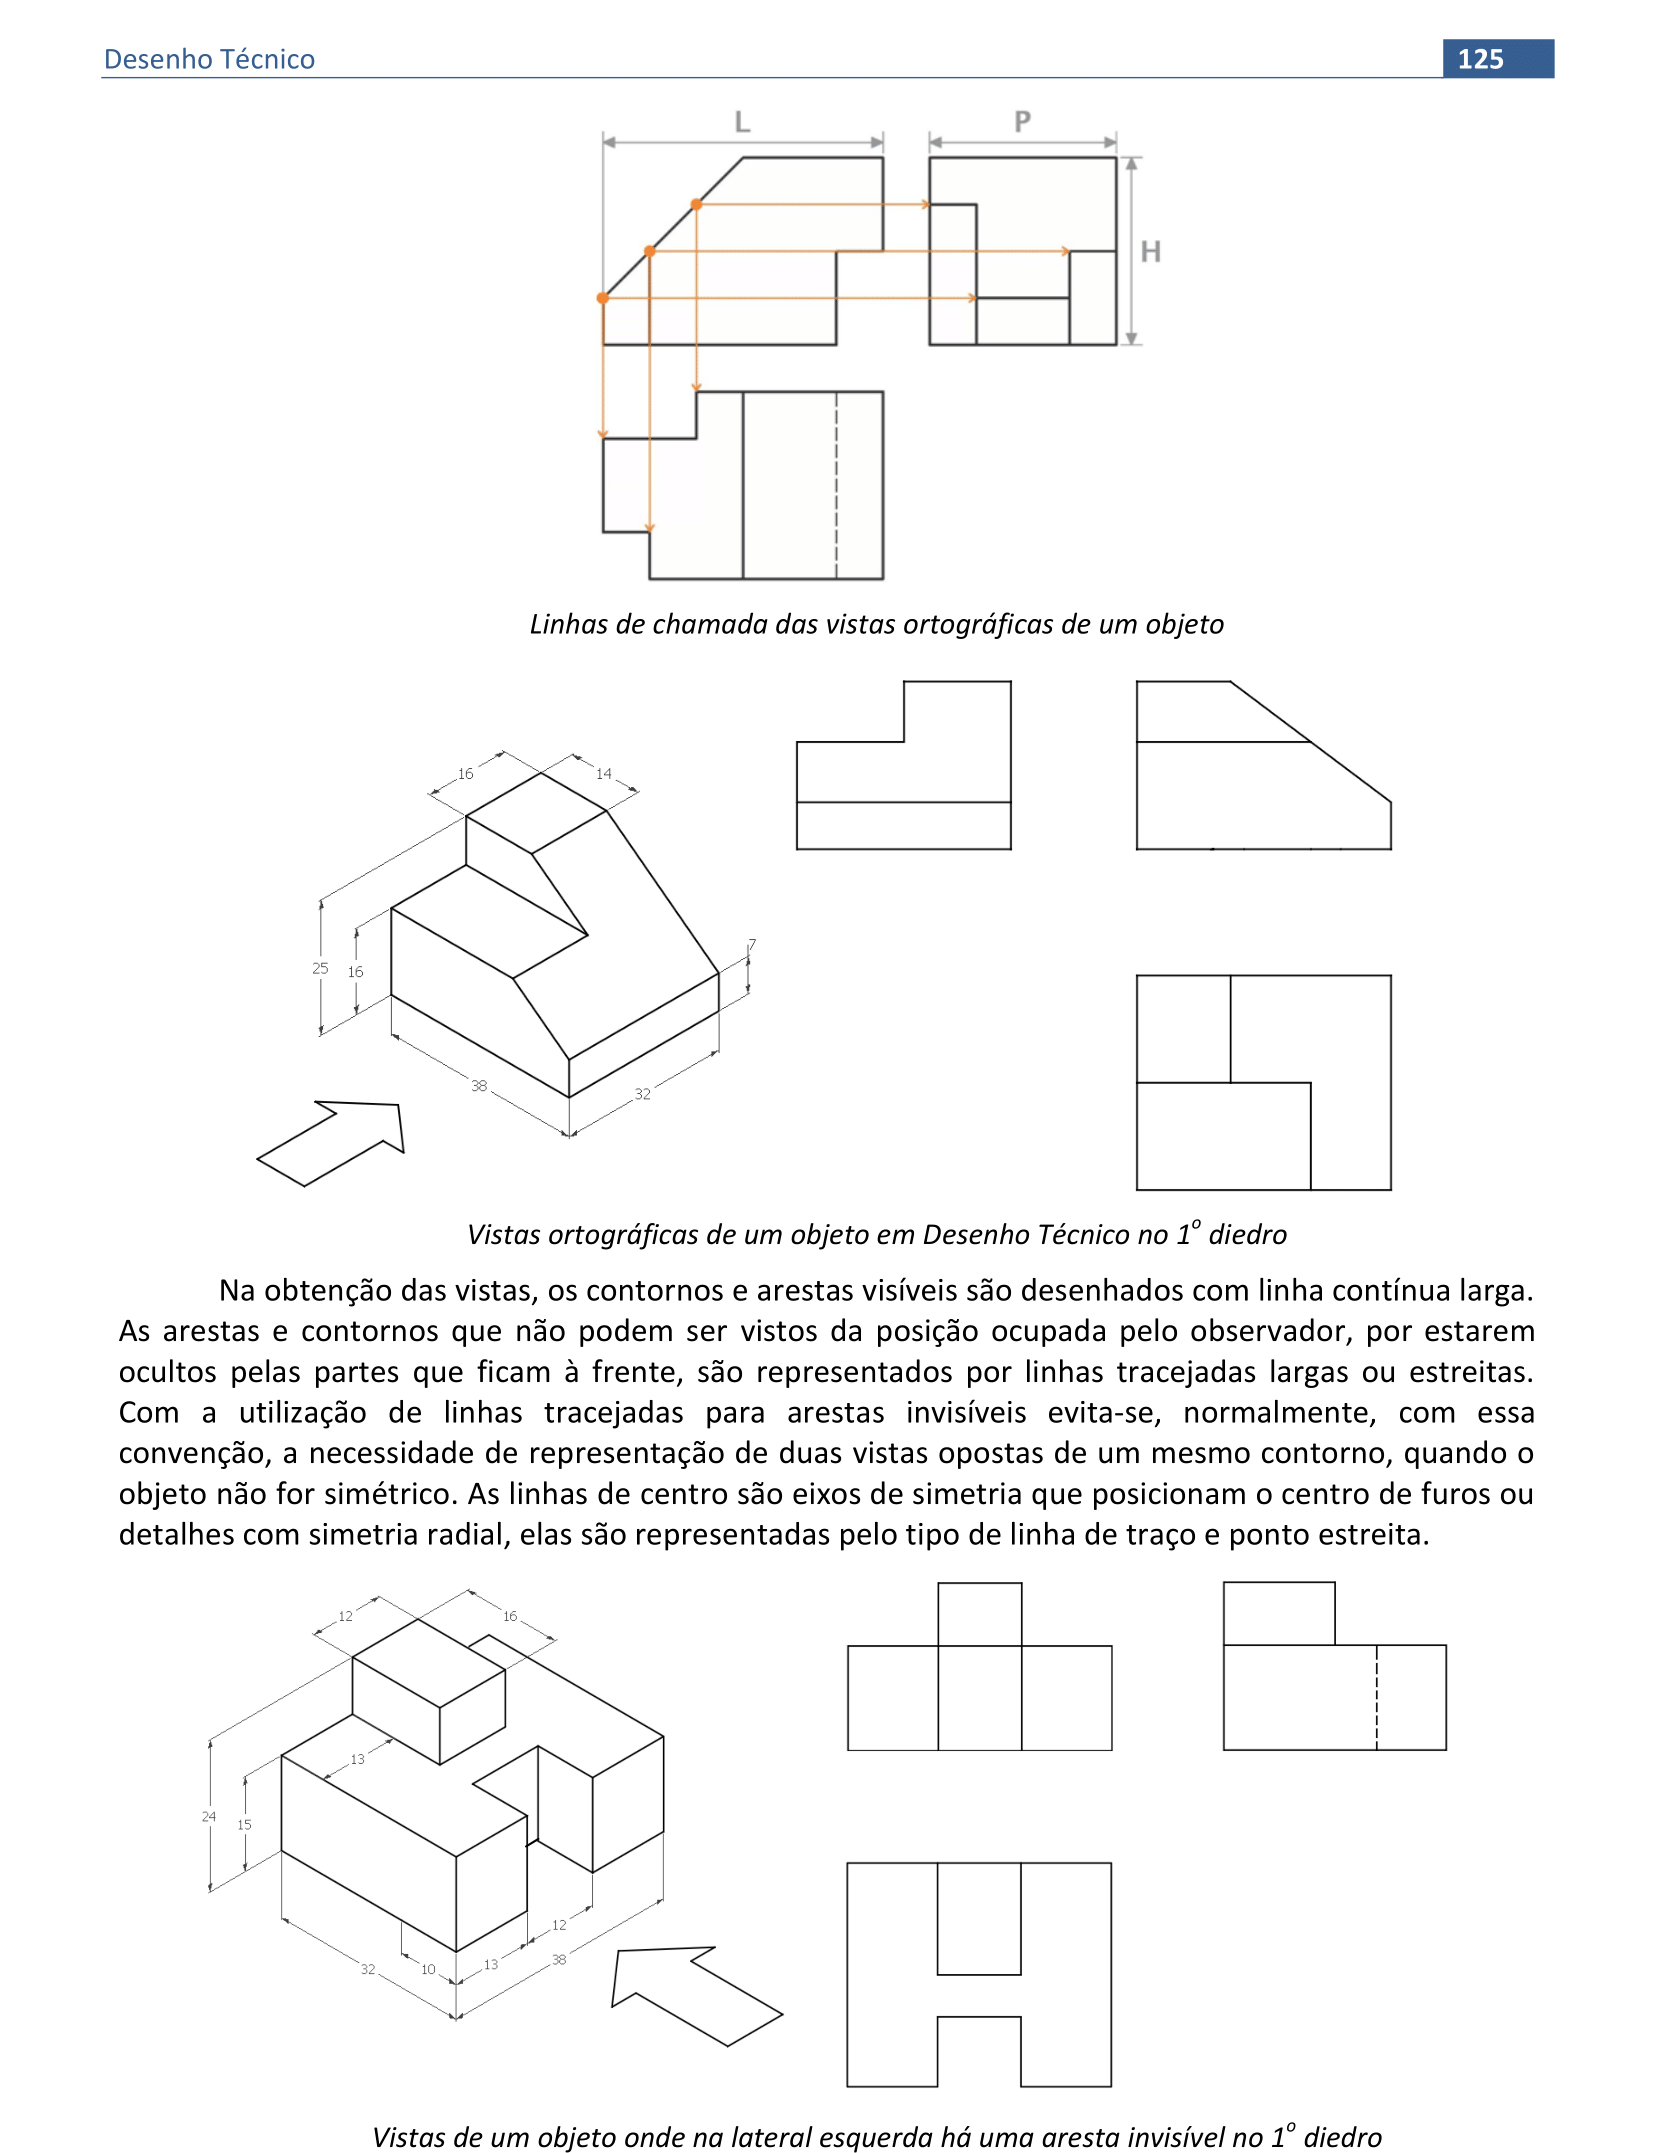 Desenho Técnico
125
L
P
H
Linhas de chamada das vistas ortográficas de um objeto
16
14
25
16
7
38
32
Vistas ortográficas de um objeto em Desenho Técnico no 1º diedro
Na obtenção das vistas, os contornos e arestas visíveis são desenhados com linha contínua larga.
As arestas e contornos que não podem ser vistos da posição ocupada pelo observador, por estarem
ocultos pelas partes que ficam à frente, são representados por linhas tracejadas largas ou estreitas.
Com a utilização de linhas tracejadas para arestas invisíveis evita-se, normalmente, com essa
convenção, a necessidade de representação de duas vistas opostas de um mesmo contorno, quando o
objeto não for simétrico. As linhas de centro são eixos de simetria que posicionam o centro de furos ou
detalhes com simetria radial, elas são representadas pelo tipo de linha de traço e ponto estreita.
12
16
13
24
15
12
32
10
13
38
Vistas de um objeto onde na lateral esquerda há uma aresta invisível no 1º diedro